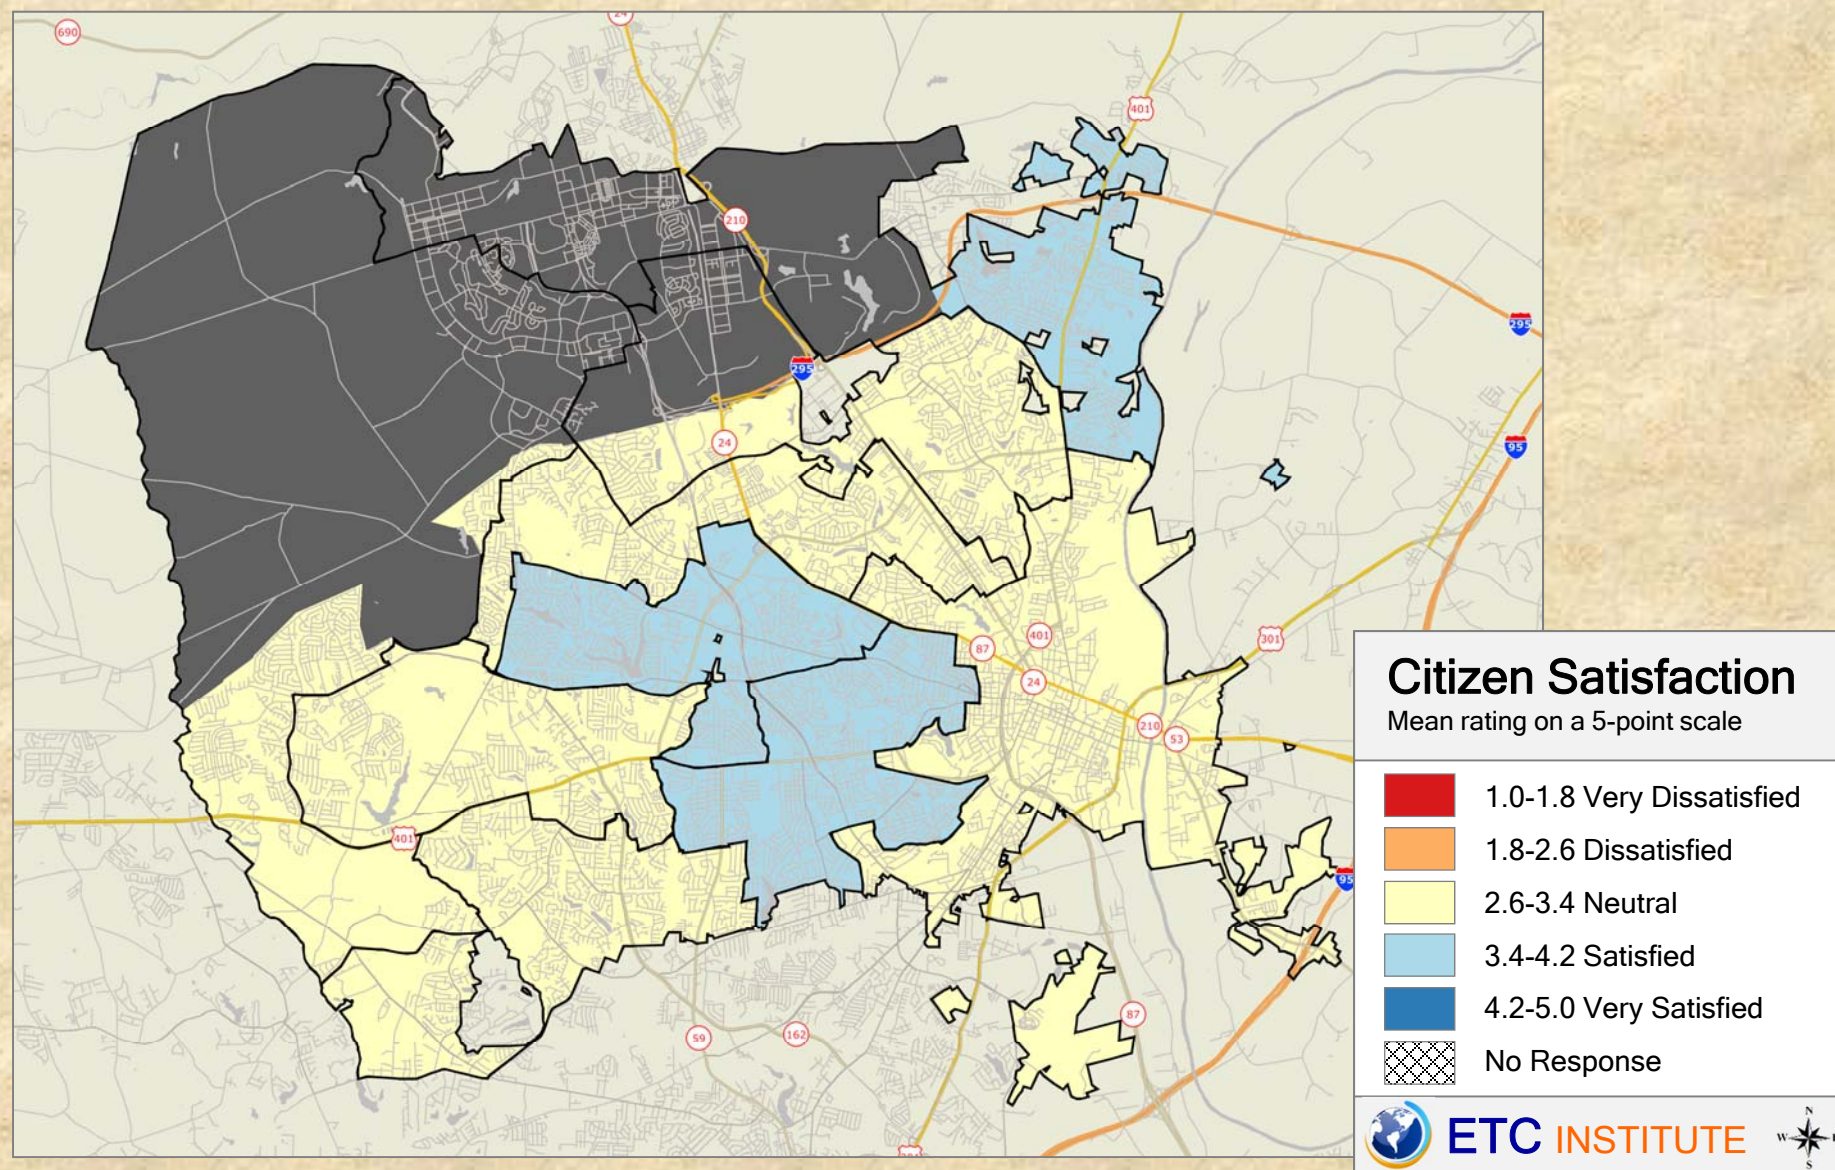 690
24
401
210
295
295
24
95
87
401
301
24
210
53
401
95
87
59
162
Citizen Satisfaction
Mean rating on a 5-point scale
1.0-1.8 Very Dissatisfied
1.8-2.6 Dissatisfied
2.6-3.4 Neutral
3.4-4.2 Satisfied
4.2-5.0 Very Satisfied
No Response
ETC INSTITUTE
N
W
S